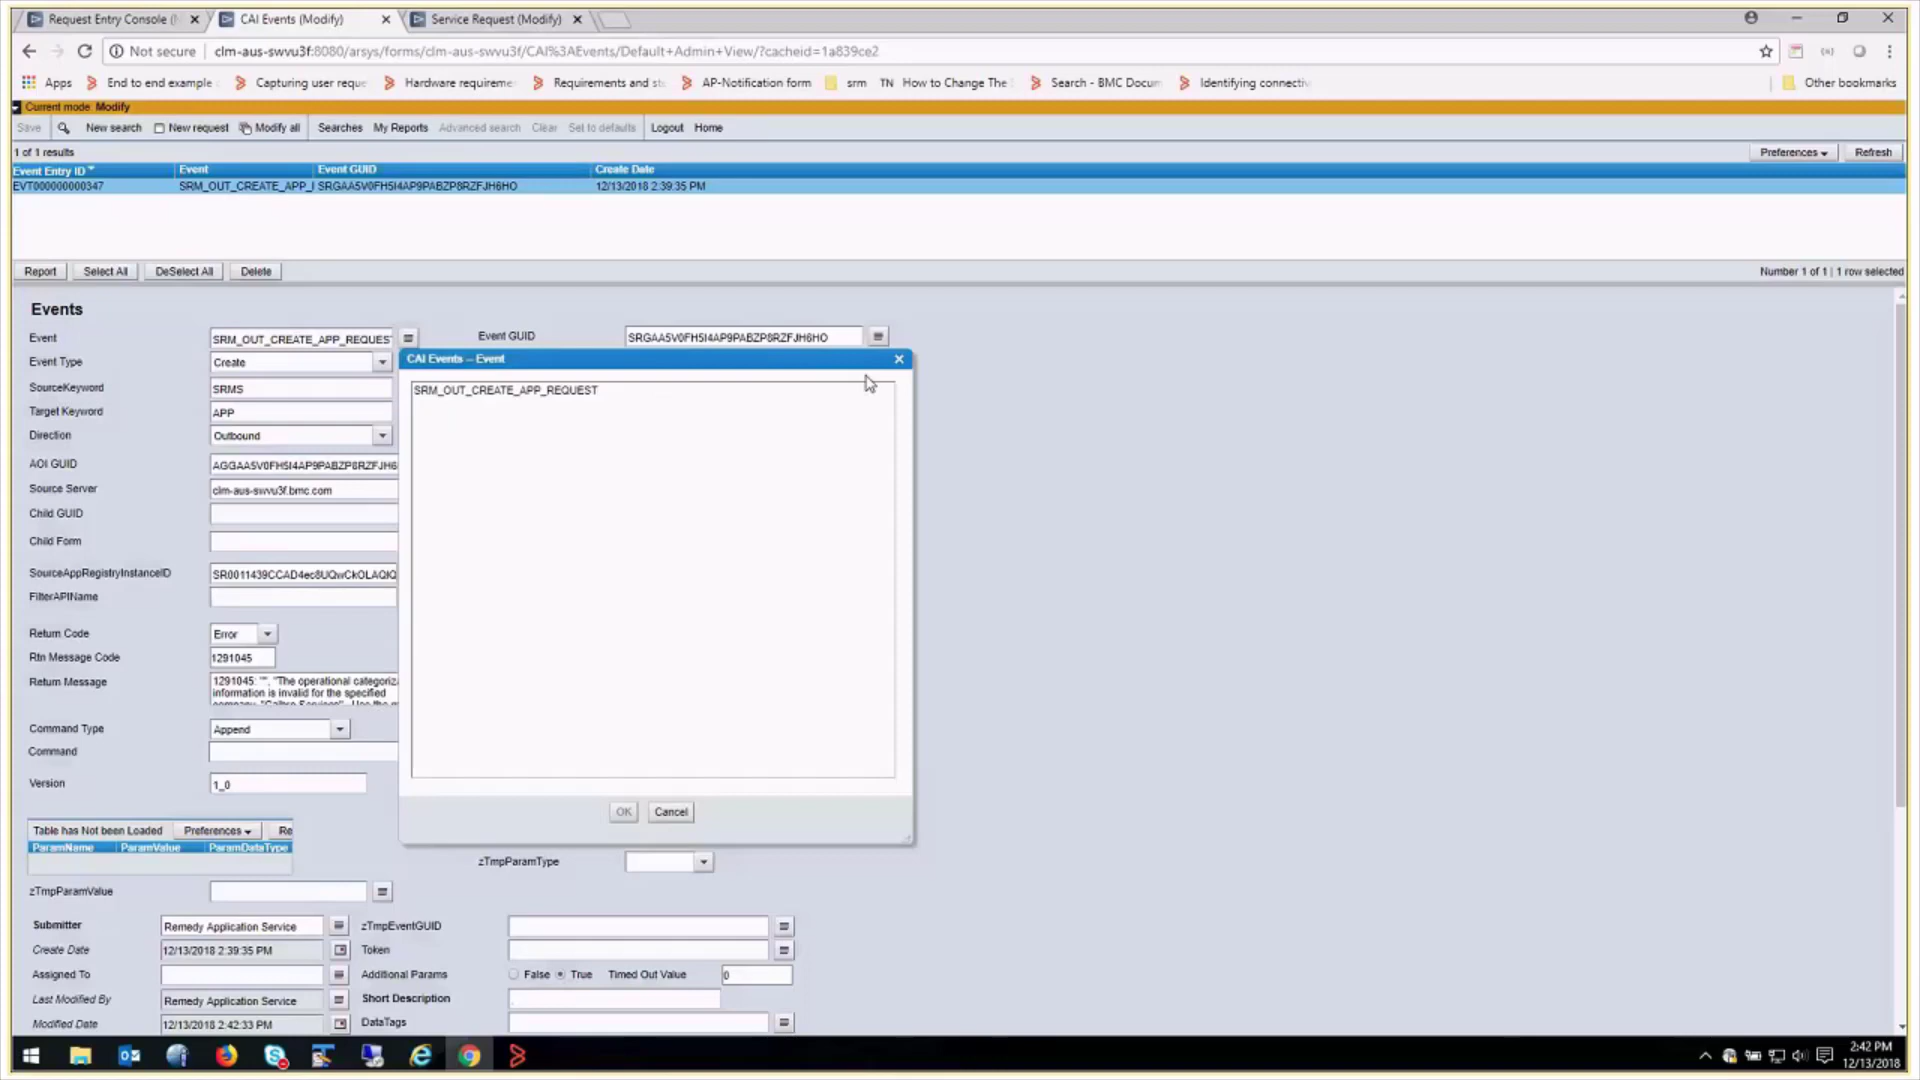 Request Entry Console (
CAI Events (Modify)
Service Request (Modify)
Not secure
clm-aus-swvu3f:8080/arsys/forms/clm-aus-swvu3f/CAI%3AEvents/Default+Admin+View/?cacheid=1a839ce2
Apps
End to end example
Capturing user reque
Hardware requireme
Requirements and st
AP-Notification form
srm
TN How to Change The
Search - BMC Docum
Identifying connectiv
Other bookmarks
Current mode: Modify
Save
New search
New request
Modify all
Searches
My Reports
Advanced search
Clear
Set to defaults
Logout
Home
1 of 1 results
Preferences
Refresh
Event Entry ID
Event
Event GUID
Create Date
EVT000000000347
SRM_OUT_CREATE_APP_I
SRGAA5V0FH5I4AP9PABZP8RZFJH6HO
12/13/2018 2:39:35 PM
Report
Select All
DeSelect All
Delete
Number 1 of 1 | 1 row selected
Events
Event
SRM_OUT_CREATE_APP_REQUEST
Event GUID
SRGAA5V0FH5I4AP9PABZP8RZFJH6HO
Event Type
Create
CAI Events -- Event
SRM_OUT_CREATE_APP_REQUEST
OK
Cancel
SourceKeyword
SRMS
Target Keyword
APP
Direction
Outbound
AOI GUID
AGGAA5V0FH5I4AP9PABZP8RZFJH6
Source Server
clm-aus-swvu3f.bmc.com
Child GUID
Child Form
SourceAppRegistryInstanceID
SR0011439CCAD4ec8UQwCkOLAQIQ
FilterAPIName
Return Code
Error
Rtn Message Code
1291045
Return Message
1291045: "", "The operational categoriz
information is invalid for the specified
company, "Calbro Services". Use the m
Command Type
Append
Command
Version
1_0
Table has Not been Loaded
Preferences
Re
ParamName
ParamValue
ParamDataType
zTmpParamType
zTmpParamValue
Submitter
Remedy Application Service
zTmpEventGUID
Create Date
12/13/2018 2:39:35 PM
Token
Assigned To
Additional Params
False
True
Timed Out Value
0
Last Modified By
Remedy Application Service
Short Description
.
Modified Date
12/13/2018 2:42:33 PM
DataTags
2:42 PM
12/13/2018